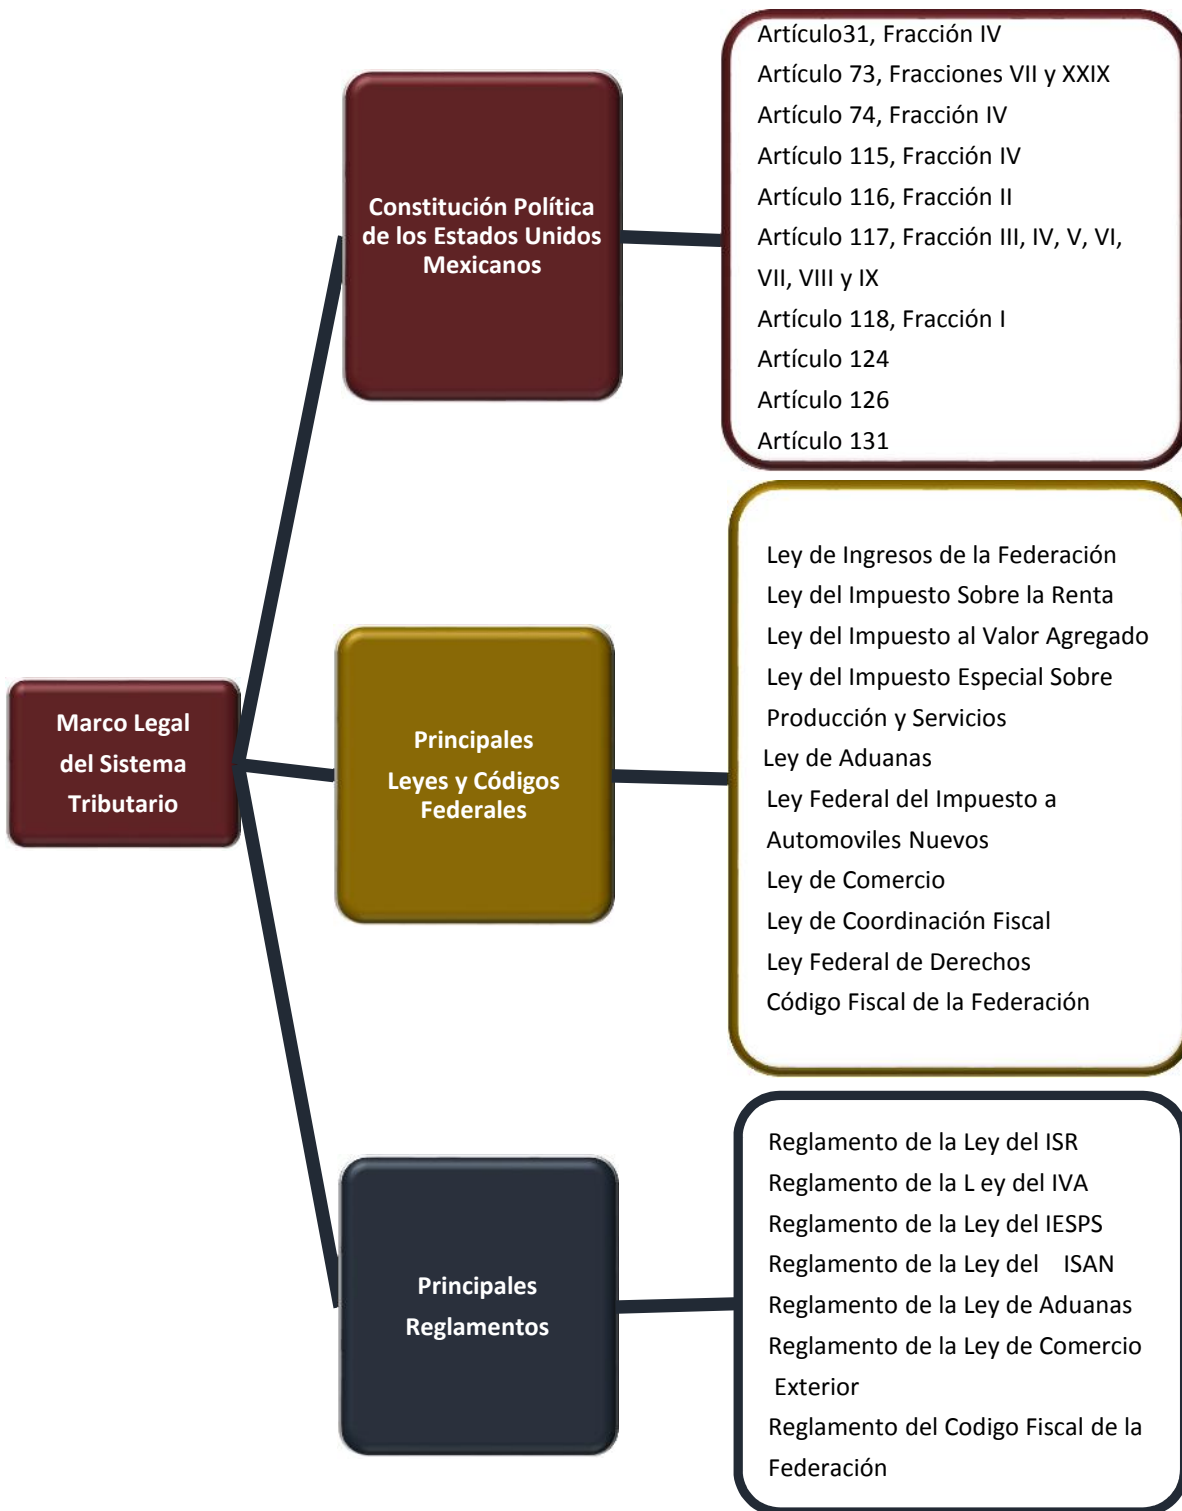 Marco Legal
del Sistema
Tributario
Constitución Política
de los Estados Unidos
Mexicanos
Artículo31, Fracción IV
Artículo 73, Fracciones VII y XXIX
Artículo 74, Fracción IV
Artículo 115, Fracción IV
Artículo 116, Fracción II
Artículo 117, Fracción III, IV, V, VI,
VII, VIII y IX
Artículo 118, Fracción I
Artículo 124
Artículo 126
Artículo 131
Principales
Leyes y Códigos
Federales
Ley de Ingresos de la Federación
Ley del Impuesto Sobre la Renta
Ley del Impuesto al Valor Agregado
Ley del Impuesto Especial Sobre
Producción y Servicios
Ley de Aduanas
Ley Federal del Impuesto a
Automoviles Nuevos
Ley de Comercio
Ley de Coordinación Fiscal
Ley Federal de Derechos
Código Fiscal de la Federación
Principales
Reglamentos
Reglamento de la Ley del ISR
Reglamento de la L ey del IVA
Reglamento de la Ley del IESPS
Reglamento de la Ley del ISAN
Reglamento de la Ley de Aduanas
Reglamento de la Ley de Comercio
Exterior
Reglamento del Codigo Fiscal de la
Federación